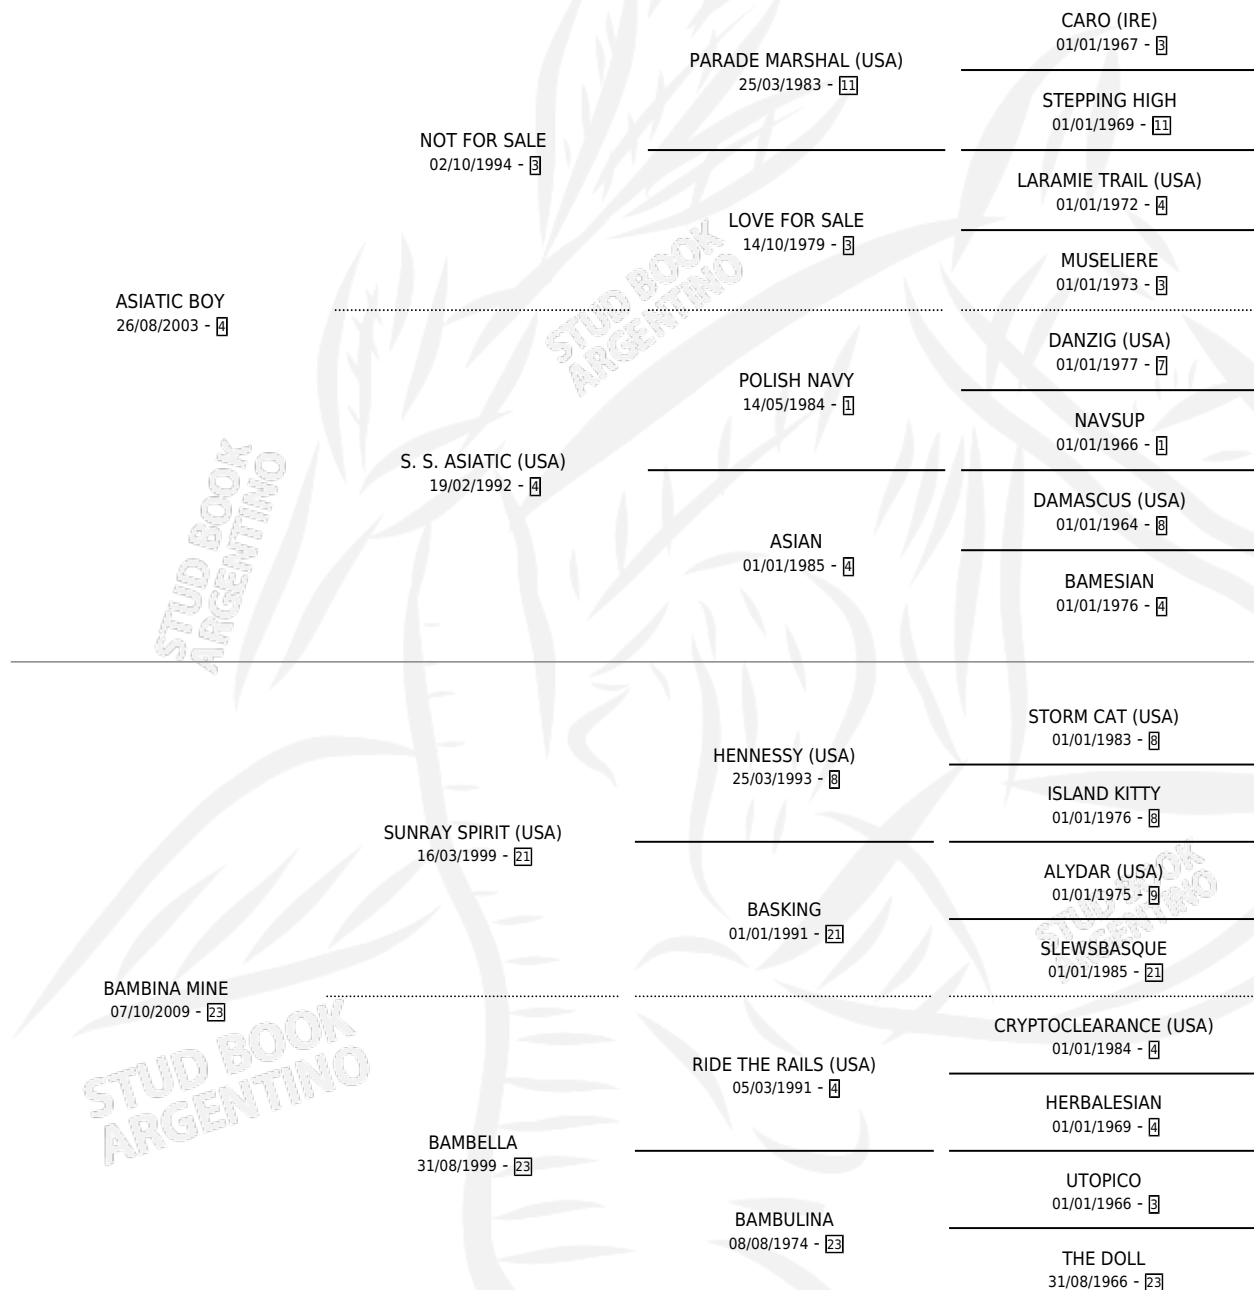 CARO (IRE)
01/01/1967 - 3
PARADE MARSHAL (USA)
25/03/1983 - 11
STEPPING HIGH
01/01/1969 - 11
NOT FOR SALE
02/10/1994 - 3
LARAMIE TRAIL (USA)
01/01/1972 - 4
LOVE FOR SALE
14/10/1979 - 3
MUSELIERE
01/01/1973 - 3
ASIATIC BOY
26/08/2003 - 4
DANZIG (USA)
01/01/1977 - 7
POLISH NAVY
14/05/1984 - 1
NAVSUP
01/01/1966 - 1
S. S. ASIATIC (USA)
19/02/1992 - 4
DAMASCUS (USA)
01/01/1964 - 8
ASIAN
01/01/1985 - 4
BAMESIAN
01/01/1976 - 4
STUD BOOK
ARGENTINO
STUD BOOK
ARGENTINO
STORM CAT (USA)
01/01/1983 - 8
HENNESSY (USA)
25/03/1993 - 8
ISLAND KITTY
01/01/1976 - 8
SUNRAY SPIRIT (USA)
16/03/1999 - 21
ALYDAR (USA)
01/01/1975 - 9
BASKING
01/01/1991 - 21
SLEWSBASQUE
01/01/1985 - 21
BAMBINA MINE
07/10/2009 - 23
CRYPTOCLEARANCE (USA)
01/01/1984 - 4
RIDE THE RAILS (USA)
05/03/1991 - 4
HERBALESIAN
01/01/1969 - 4
BAMBELLA
31/08/1999 - 23
UTOPICO
01/01/1966 - 3
BAMBULINA
08/08/1974 - 23
THE DOLL
31/08/1966 - 23
STUD BOOK
ARGENTINO
STUD BOOK
ARGENTINO